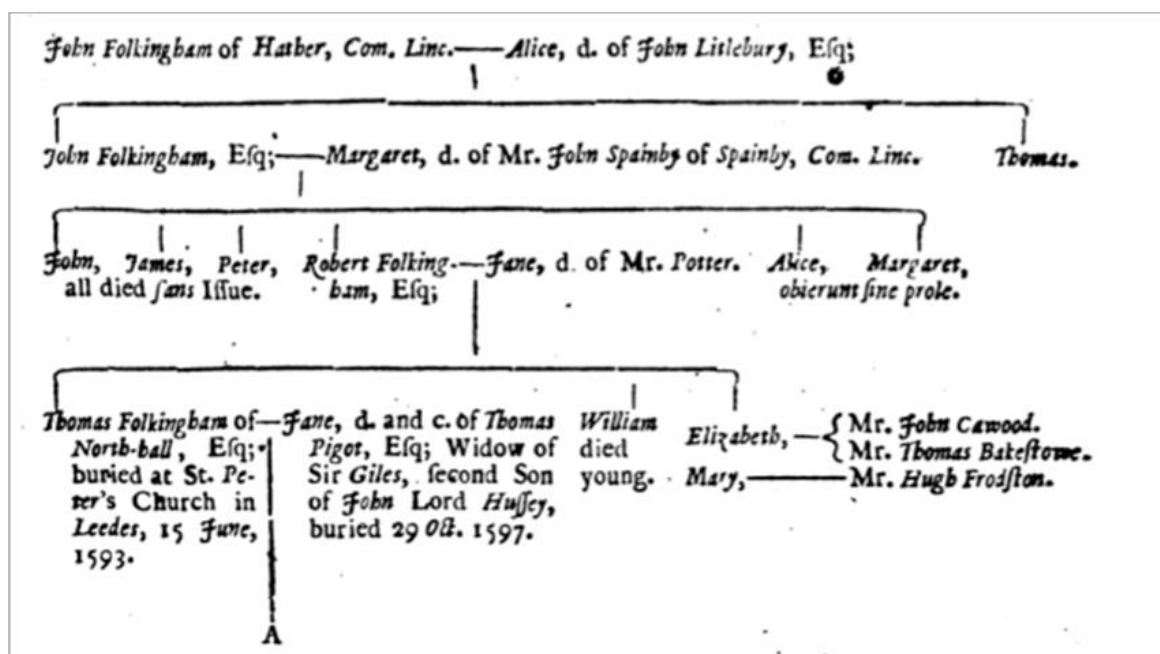 John Folkingham of Hather, Com. Linc.——Alice, d. of John Litlebury, Eſq;
John Folkingham, Eſq;——Margaret, d. of Mr. John Spainby of Spainby, Com. Linc. Thomas.
John, James, Peter, Robert Folking-——Jane, d. of Mr. Potter. Alice, Margaret,
all died ſans Iſſue. ham, Eſq; obierunt ſine prole.
Thomas Folkingham of——Jane, d. and c. of Thomas
North-hall, Eſq; Pigot, Eſq; Widow of
buried at St. Pe- Sir Giles, ſecond Son
ter's Church in of John Lord Huſſey,
Leedes, 15 June, buried 29 Oct. 1597.
1593.
William
died
young.
Elizabeth,—{Mr. John Cawood.
Mr. Thomas Bakeſtowe.
Mary,——Mr. Hugh Frodſton.
A